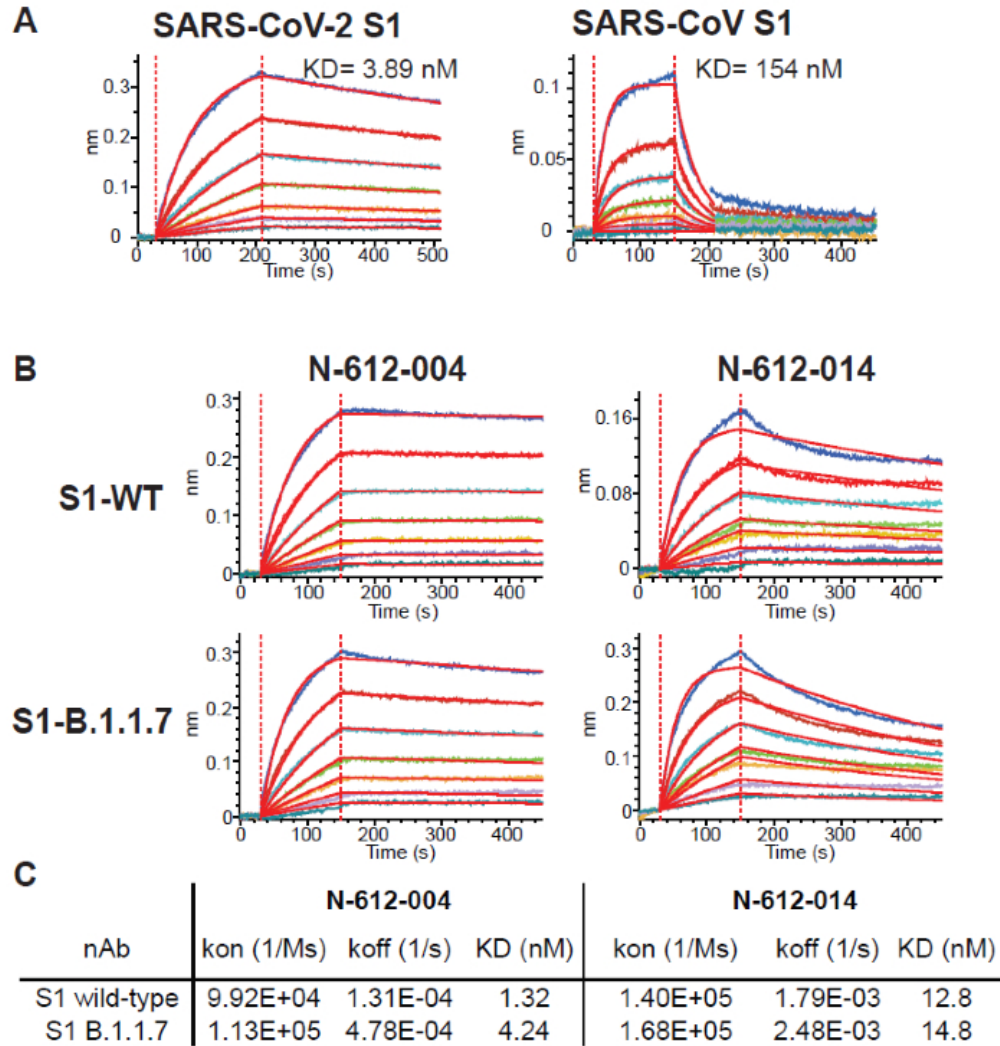 A
SARS-CoV-2 S1
SARS-CoV S1
KD= 3.89 nM
KD= 154 nM
nm
0.3
0.2
0.1
0
0 100 200 300 400 500
Time (s)
nm
0.1
0.05
0
0 100 200 300 400
Time (s)
B
N-612-004
N-612-014
S1-WT
nm
0.3
0.2
0.1
0
0 100 200 300 400
Time (s)
nm
0.16
0.08
0
0 100 200 300 400
Time (s)
S1-B.1.1.7
nm
0.3
0.2
0.1
0
0 100 200 300 400
Time (s)
nm
0.3
0.2
0.1
0
0 100 200 300 400
Time (s)
C
N-612-004 N-612-014
nAb kon (1/Ms) koff (1/s) KD (nM) kon (1/Ms) koff (1/s) KD (nM)
S1 wild-type 9.92E+04 1.31E-04 1.32 1.40E+05 1.79E-03 12.8
S1 B.1.1.7 1.13E+05 4.78E-04 4.24 1.68E+05 2.48E-03 14.8